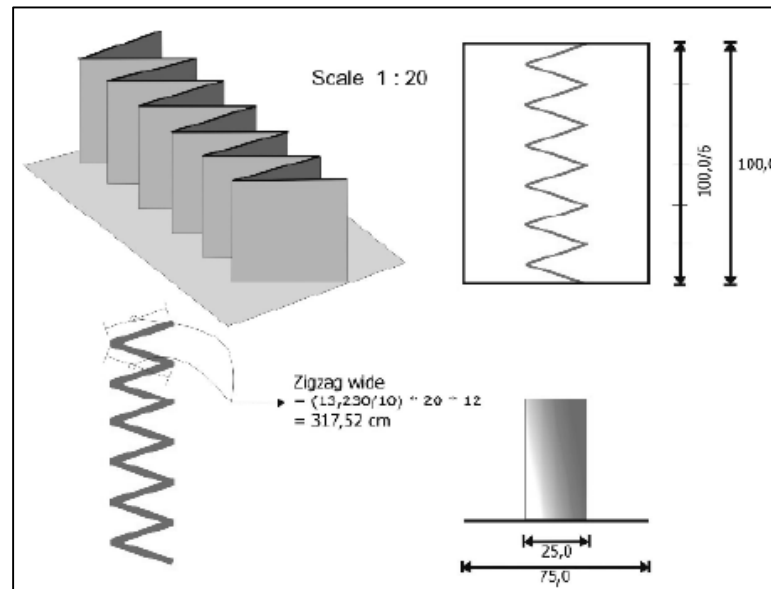 Scale 1 : 20
100,0/6
100,0
Zigzag wide
= (13,230/10) * 20 * 12
= 317,52 cm
25,0
75,0